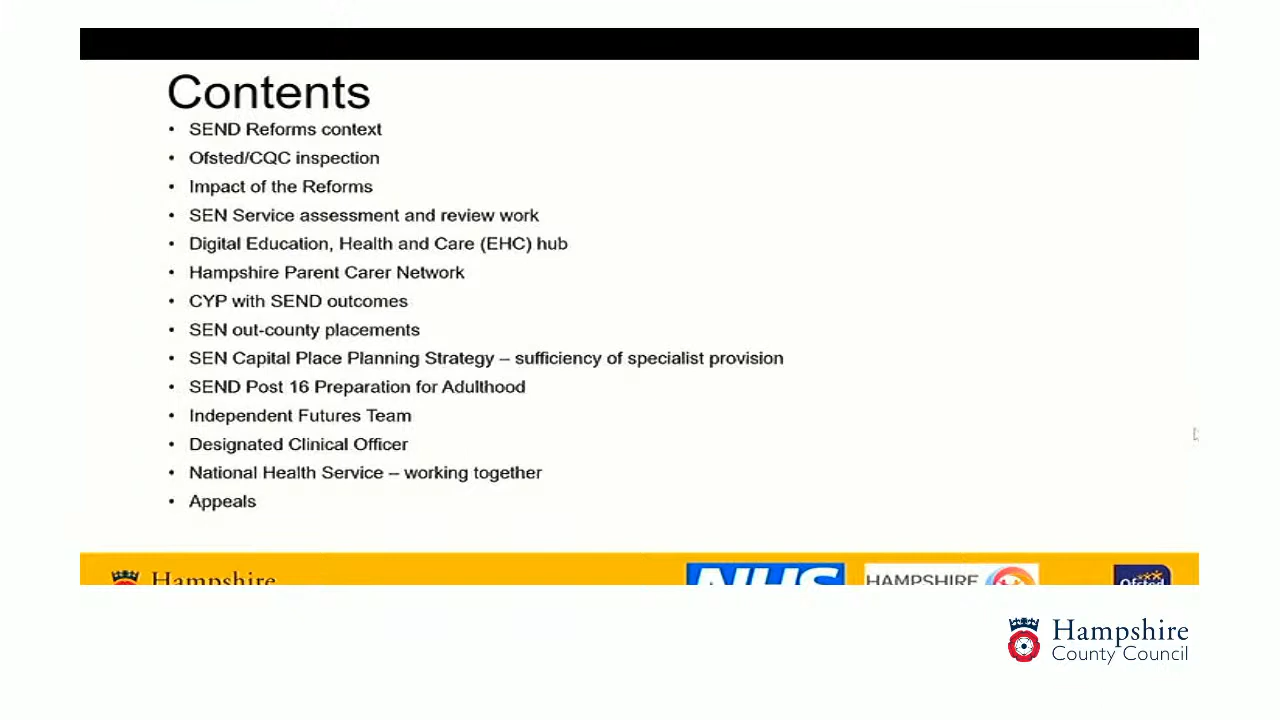 Contents
• SEND Reforms context
• Ofsted/CQC inspection
• Impact of the Reforms
• SEN Service assessment and review work
• Digital Education, Health and Care (EHC) hub
• Hampshire Parent Carer Network
• CYP with SEND outcomes
• SEN out-county placements
• SEN Capital Place Planning Strategy – sufficiency of specialist provision
• SEND Post 16 Preparation for Adulthood
• Independent Futures Team
• Designated Clinical Officer
• National Health Service – working together
• Appeals
Hampshire
NHS
HAMPSHIRE
Ofsted
Hampshire
County Council